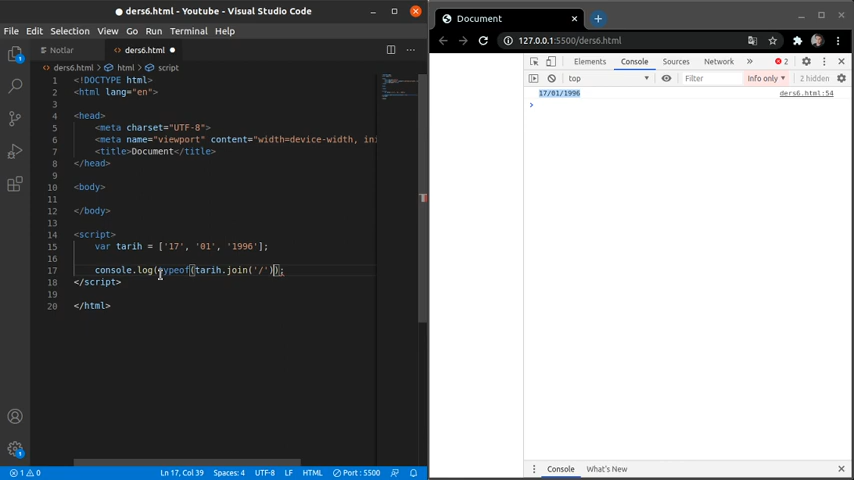 ders6.html - Youtube - Visual Studio Code
File Edit Selection View Go Run Terminal Help
Notlar
ders6.html
ders6.html > html > script
1 <!DOCTYPE html>
2 <html lang="en">
3
4 <head>
5 <meta charset="UTF-8">
6 <meta name="viewport" content="width=device-width, ini
7 <title>Document</title>
8 </head>
9
10 <body>
11
12 </body>
13
14 <script>
15 var tarih = ['17', '01', '1996'];
16
17 console.log(typeof(tarih.join('/'));
18 </script>
19
20 </html>
1
1
1 0
Ln 17, Col 39 Spaces: 4 UTF-8 LF HTML Port : 5500
Document
127.0.0.1:5500/ders6.html
Elements Console Sources Network » 2
top Filter Info only 2 hidden
17/01/1996 ders6.html:54
Console What's New